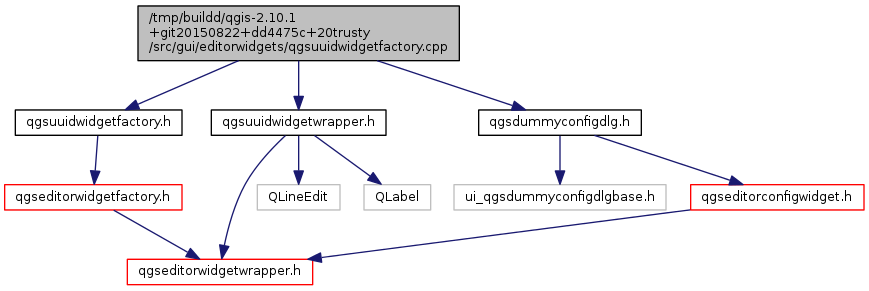 /tmp/buildd/qgis-2.10.1
+git20150822+dd4475c+20trusty
/src/gui/editorwidgets/qgsuuidwidgetfactory.cpp
qgsuuidwidgetfactory.h
qgsuuidwidgetwrapper.h
qgsdummyconfigdlg.h
qgseditorwidgetfactory.h
QLineEdit
QLabel
ui_qgsdummyconfigdlgbase.h
qgseditorconfigwidget.h
qgseditorwidgetwrapper.h